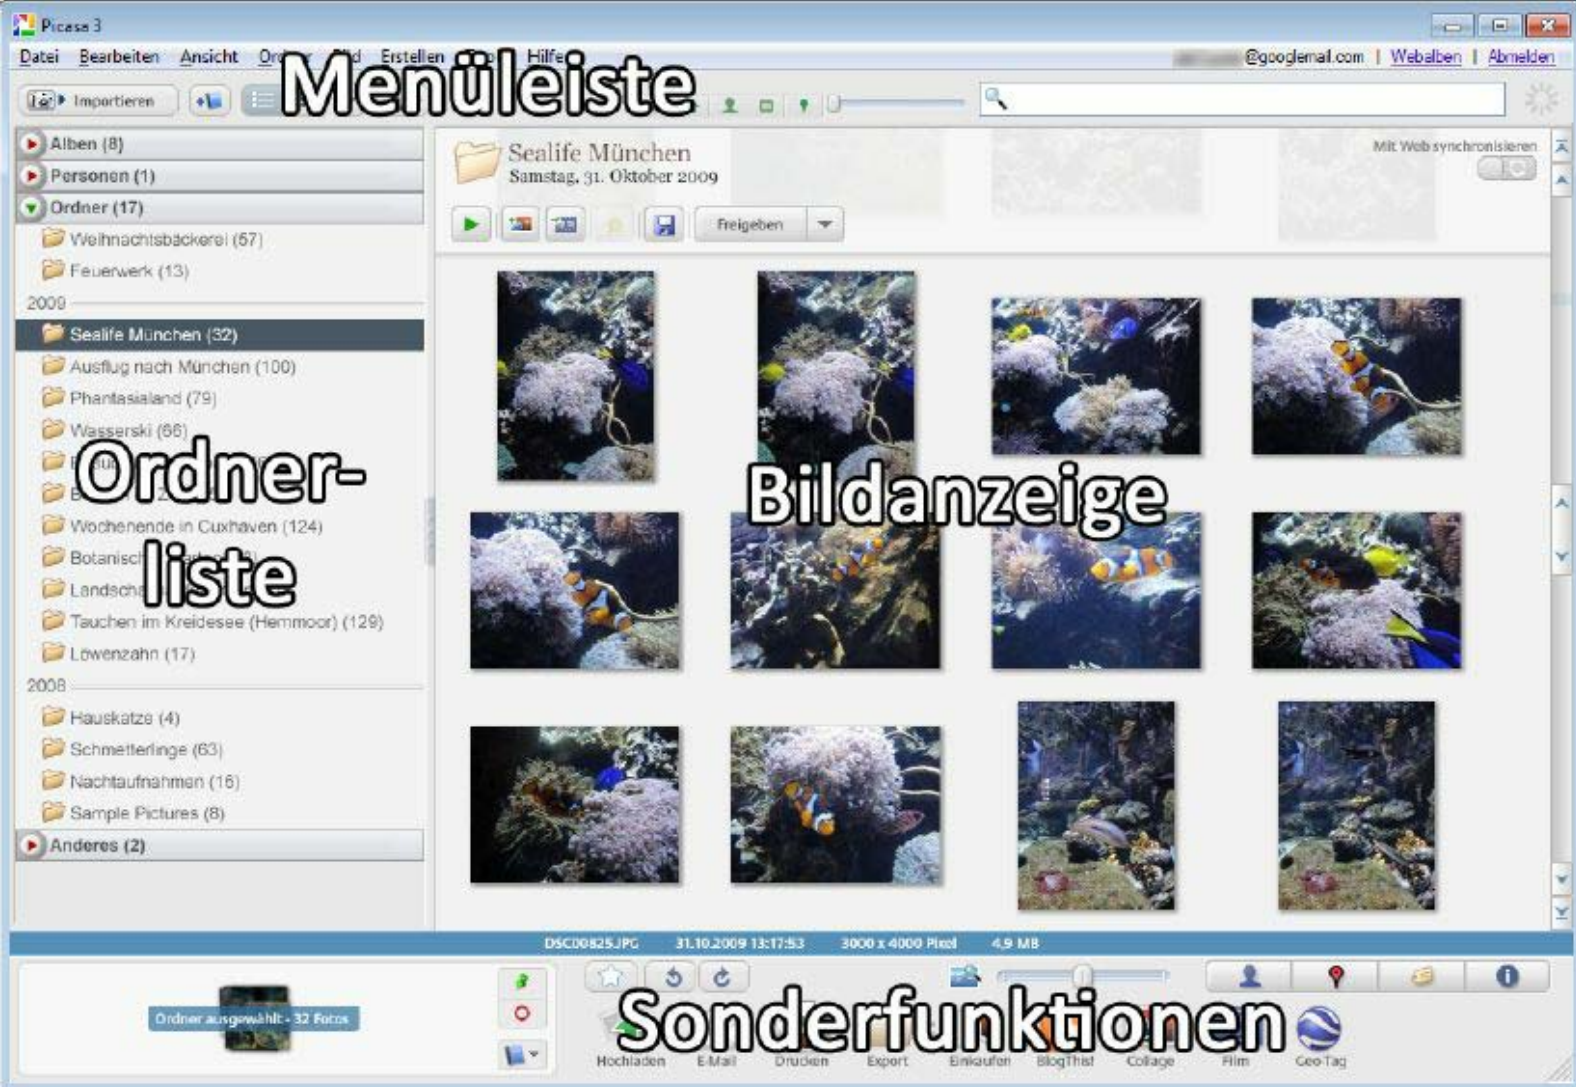 Picasa 3
Datei Bearbeiten Ansicht Erstellen Hilfe @googlemail.com | Webalben | Abmelden
Menüleiste
Importieren
Alben (8)
Personen (1)
Ordner (17)
Weihnachtsbäckerei (57)
Feuerwerk (13)
2009
Sealife München (32)
Ausflug nach München (100)
Phantasialand (79)
Wasserski (66)
Ordner-
Wochenende in Cuxhaven (124)
liste
Tauchen im Kreidesee (Hemmoor) (129)
Löwenzahn (17)
2008
Hauskatze (4)
Schmetterlinge (63)
Nachtaufnahmen (16)
Sample Pictures (8)
Anderes (2)
Sealife München
Samstag, 31. Oktober 2009
Mit Web synchronisieren
Freigeben
Bildanzeige
DSC00825.JPG 31.10.2009 13:17:53 3000 x 4000 Pixel 4,9 MB
Ordner ausgewählt - 32 Fotos
Sonderfunktionen
Hochladen E-Mail Drucken Export Einkaufen BlogThis! Collage Film Geo-Tag